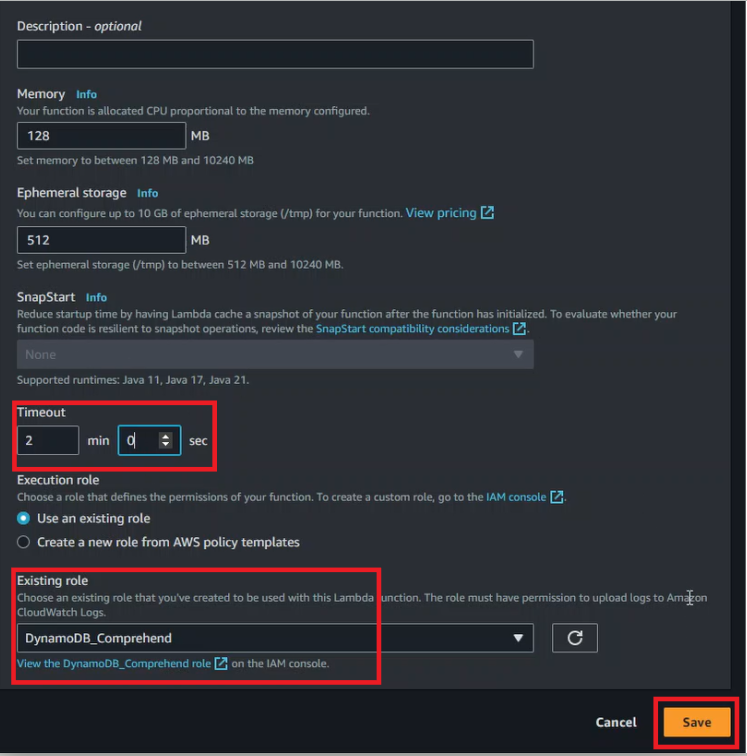 Description - optional
Memory Info
Your function is allocated CPU proportional to the memory configured.
128 MB
Set memory to between 128 MB and 10240 MB
Ephemeral storage Info
You can configure up to 10 GB of ephemeral storage (/tmp) for your function. View pricing
512 MB
Set ephemeral storage (/tmp) to between 512 MB and 10240 MB.
SnapStart Info
Reduce startup time by having Lambda cache a snapshot of your function after the function has initialized. To evaluate whether your
function code is resilient to snapshot operations, review the SnapStart compatibility considerations.
None
Supported runtimes: Java 11, Java 17, Java 21.
Timeout
2 min 0 sec
Execution role
Choose a role that defines the permissions of your function. To create a custom role, go to the IAM console.
Use an existing role
Create a new role from AWS policy templates
Existing role
Choose an existing role that you've created to be used with this Lambda function. The role must have permission to upload logs to Amazon
CloudWatch Logs.
DynamoDB_Comprehend
View the DynamoDB_Comprehend role on the IAM console.
Cancel Save